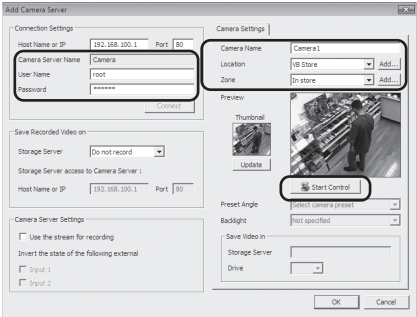 Add Camera Server
Connection Settings
Host Name or IP 192.168.100.1 Port 80
Camera Server Name Camera
User Name root
Password ******
Connect
Save Recorded Video on
Storage Server Do not record
Storage Server access to Camera Server :
Host Name or IP 192.168.100.1 Port 80
Camera Server Settings
Use the stream for recording
Invert the state of the following external
Input 1
Input 2
Camera Settings
Camera Name Camera1
Location VB Store Add...
Zone In store Add...
Preview
Thumbnail
Update
Start Control
Preset Angle Select camera preset
Backlight Not specified
Save Video in
Storage Server
Drive
OK Cancel